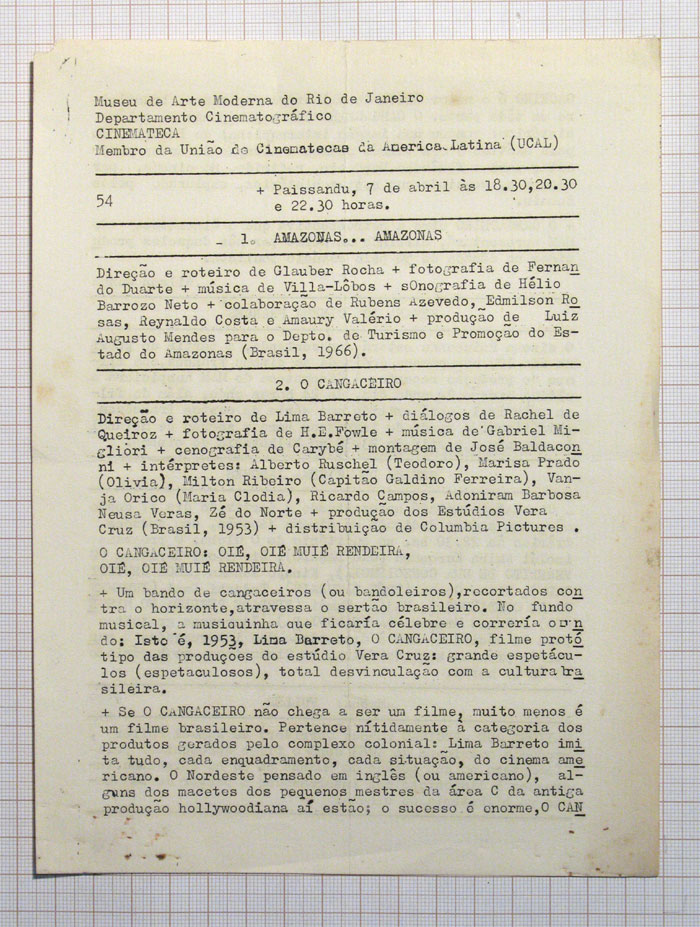 Museu de Arte Moderna do Rio de Janeiro
Departamento Cinematográfico
CINEMATECA
Membro da União de Cinematecas da America Latina (UCAL)
54
+ Paissandu, 7 de abril às 18.30,20.30
e 22.30 horas.
1. AMAZONAS... AMAZONAS
Direção e roteiro de Glauber Rocha + fotografia de Fernan
do Duarte + música de Villa-Lôbos + sOnografia de Hélio
Barrozo Neto + colaboração de Rubens Azevedo, Edmilson Ro
sas, Reynaldo Costa e Amaury Valério + produção de Luiz
Augusto Mendes para o Depto. de Turismo e Promoção do Es-
tado do Amazonas (Brasil, 1966).
2. O CANGACEIRO
Direção e roteiro de Lima Barreto + diálogos de Rachel de
Queiroz + fotografia de H.E.Fowle + música de Gabriel Mi-
gliori + cenografia de Carybé + montagem de José Baldacon
ni + intérpretes: Alberto Ruschel (Teodoro), Marisa Prado
(Olivia), Milton Ribeiro (Capitão Galdino Ferreira), Van-
ja Orico (Maria Clodia), Ricardo Campos, Adoniram Barbosa
Neusa Veras, Zé do Norte + produção dos Estúdios Vera
Cruz (Brasil, 1953) + distribuição de Columbia Pictures .
O CANGACEIRO: OIÉ, OIÉ MUIÉ RENDEIRA,
OIÉ, OIÉ MUIÉ RENDEIRA.
+ Um bando de cangaceiros (ou bandoleiros),recortados con
tra o horizonte,atravessa o sertão brasileiro. No fundo
musical, a musiquinha que ficaría célebre e correría o
do: Isto é, 1953, Lima Barreto, O CANGACEIRO, filme protó
tipo das produções do estúdio Vera Cruz: grande espetácu-
los (espetaculosos), total desvinculação com a cultura bra
sileira.
+ Se O CANGACEIRO não chega a ser um filme, muito menos é
um filme brasileiro. Pertence nítidamente à categoria dos
produtos gerados pelo complexo colonial: Lima Barreto imi
ta tudo, cada enquadramento, cada situação, do cinema ame
ricano. O Nordeste pensado em inglês (ou americano), al-
guns dos macetes dos pequenos mestres da área C da antiga
produção hollywoodiana aí estão; o sucesso é enorme,O CAN